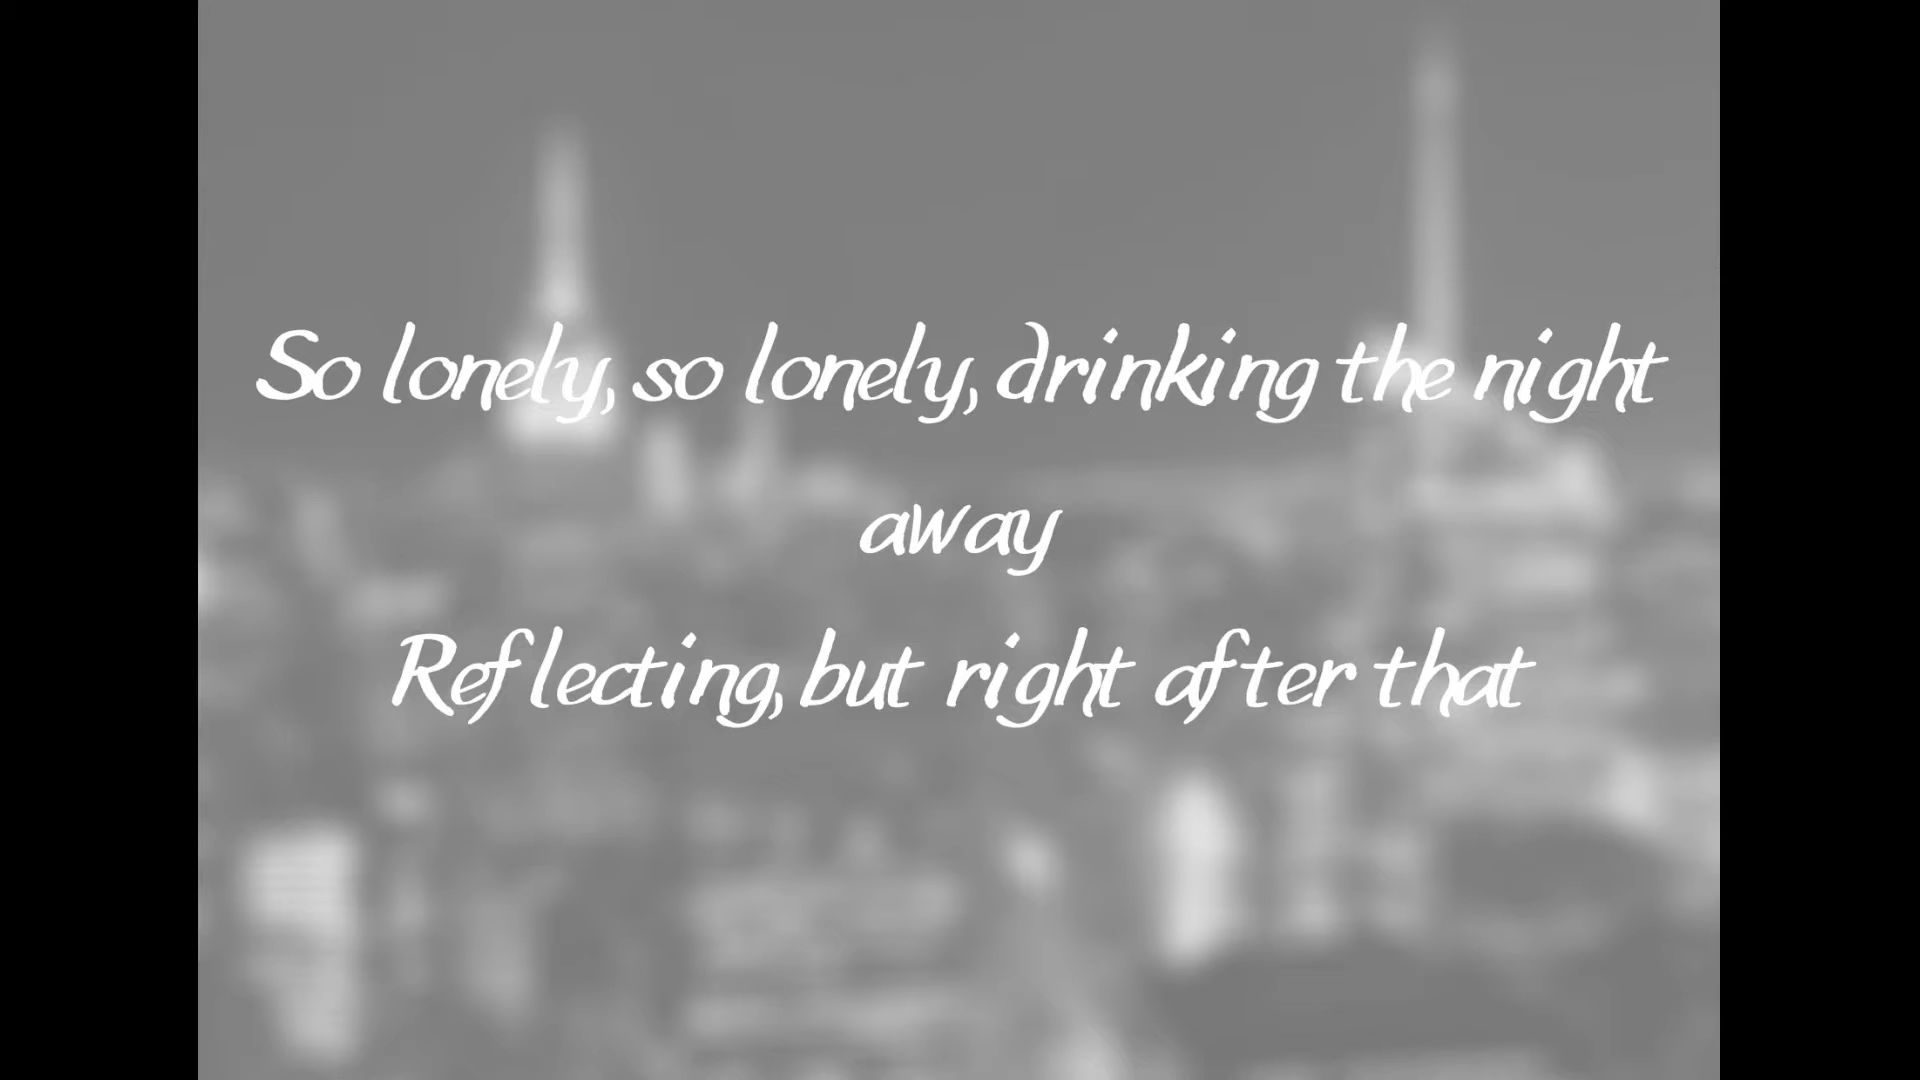 So lonely, so lonely, drinking the night
away
Reflecting, but right after that